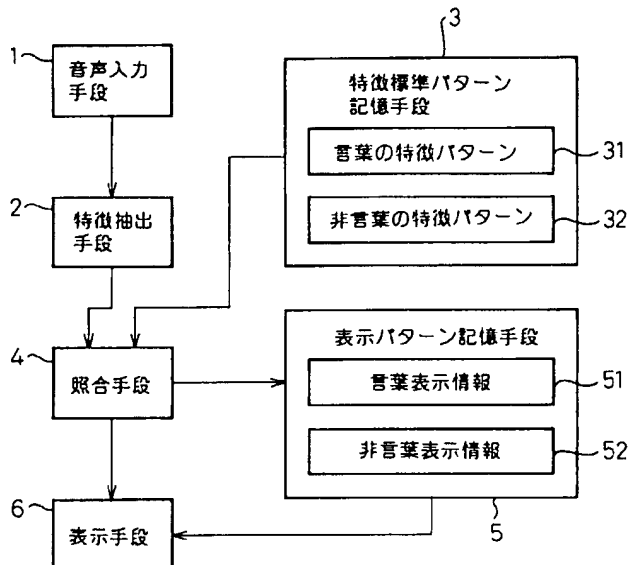 1
音声入力
手段
2
特徴抽出
手段
3
特徴標準パターン
記憶手段
言葉の特徴パターン
31
非言葉の特徴パターン
32
4
照合手段
表示パターン記憶手段
言葉表示情報
51
非言葉表示情報
52
5
6
表示手段